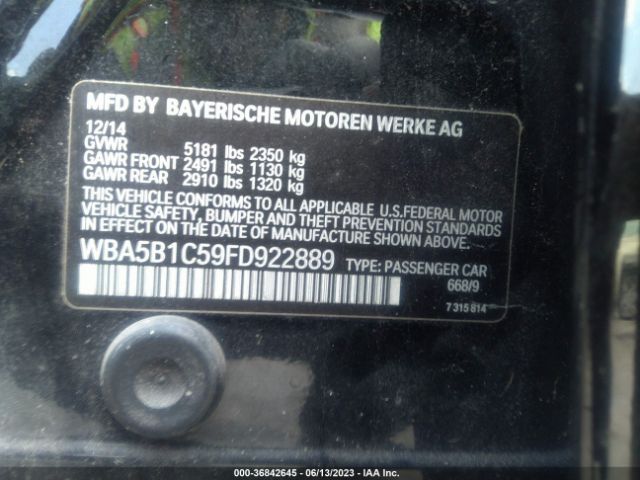 MFD BY BAYERISCHE MOTOREN WERKE AG
12/14
GVWR 5181 lbs 2350 kg
GAWR FRONT 2491 lbs 1130 kg
GAWR REAR 2910 lbs 1320 kg
THIS VEHICLE CONFORMS TO ALL APPLICABLE U.S.FEDERAL MOTOR
VEHICLE SAFETY, BUMPER AND THEFT PREVENTION STANDARDS
IN EFFECT ON THE DATE OF MANUFACTURE SHOWN ABOVE.
WBA5B1C59FD922889 TYPE: PASSENGER CAR
668/9
7 315 814
000-36842645 - 06/13/2023 - IAA Inc.